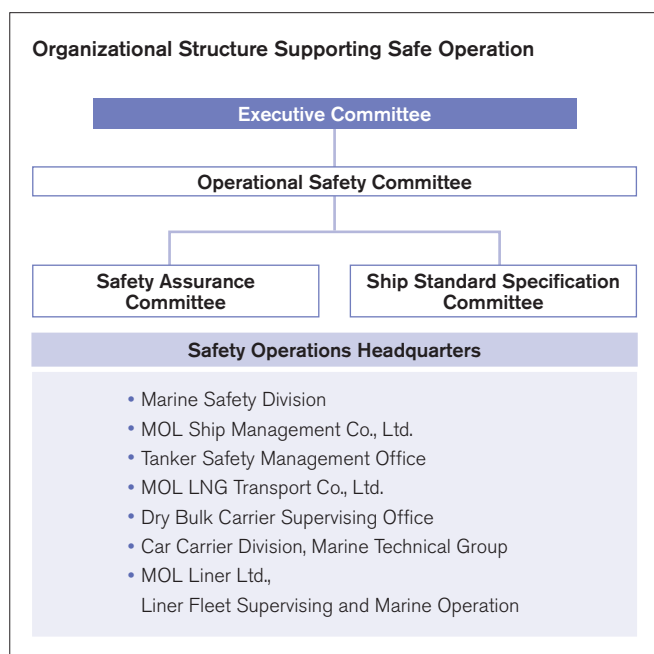 Organizational Structure Supporting Safe Operation
Executive Committee
Operational Safety Committee
Safety Assurance
Committee
Ship Standard Specification
Committee
Safety Operations Headquarters
• Marine Safety Division
• MOL Ship Management Co., Ltd.
• Tanker Safety Management Office
• MOL LNG Transport Co., Ltd.
• Dry Bulk Carrier Supervising Office
• Car Carrier Division, Marine Technical Group
• MOL Liner Ltd.,
Liner Fleet Supervising and Marine Operation